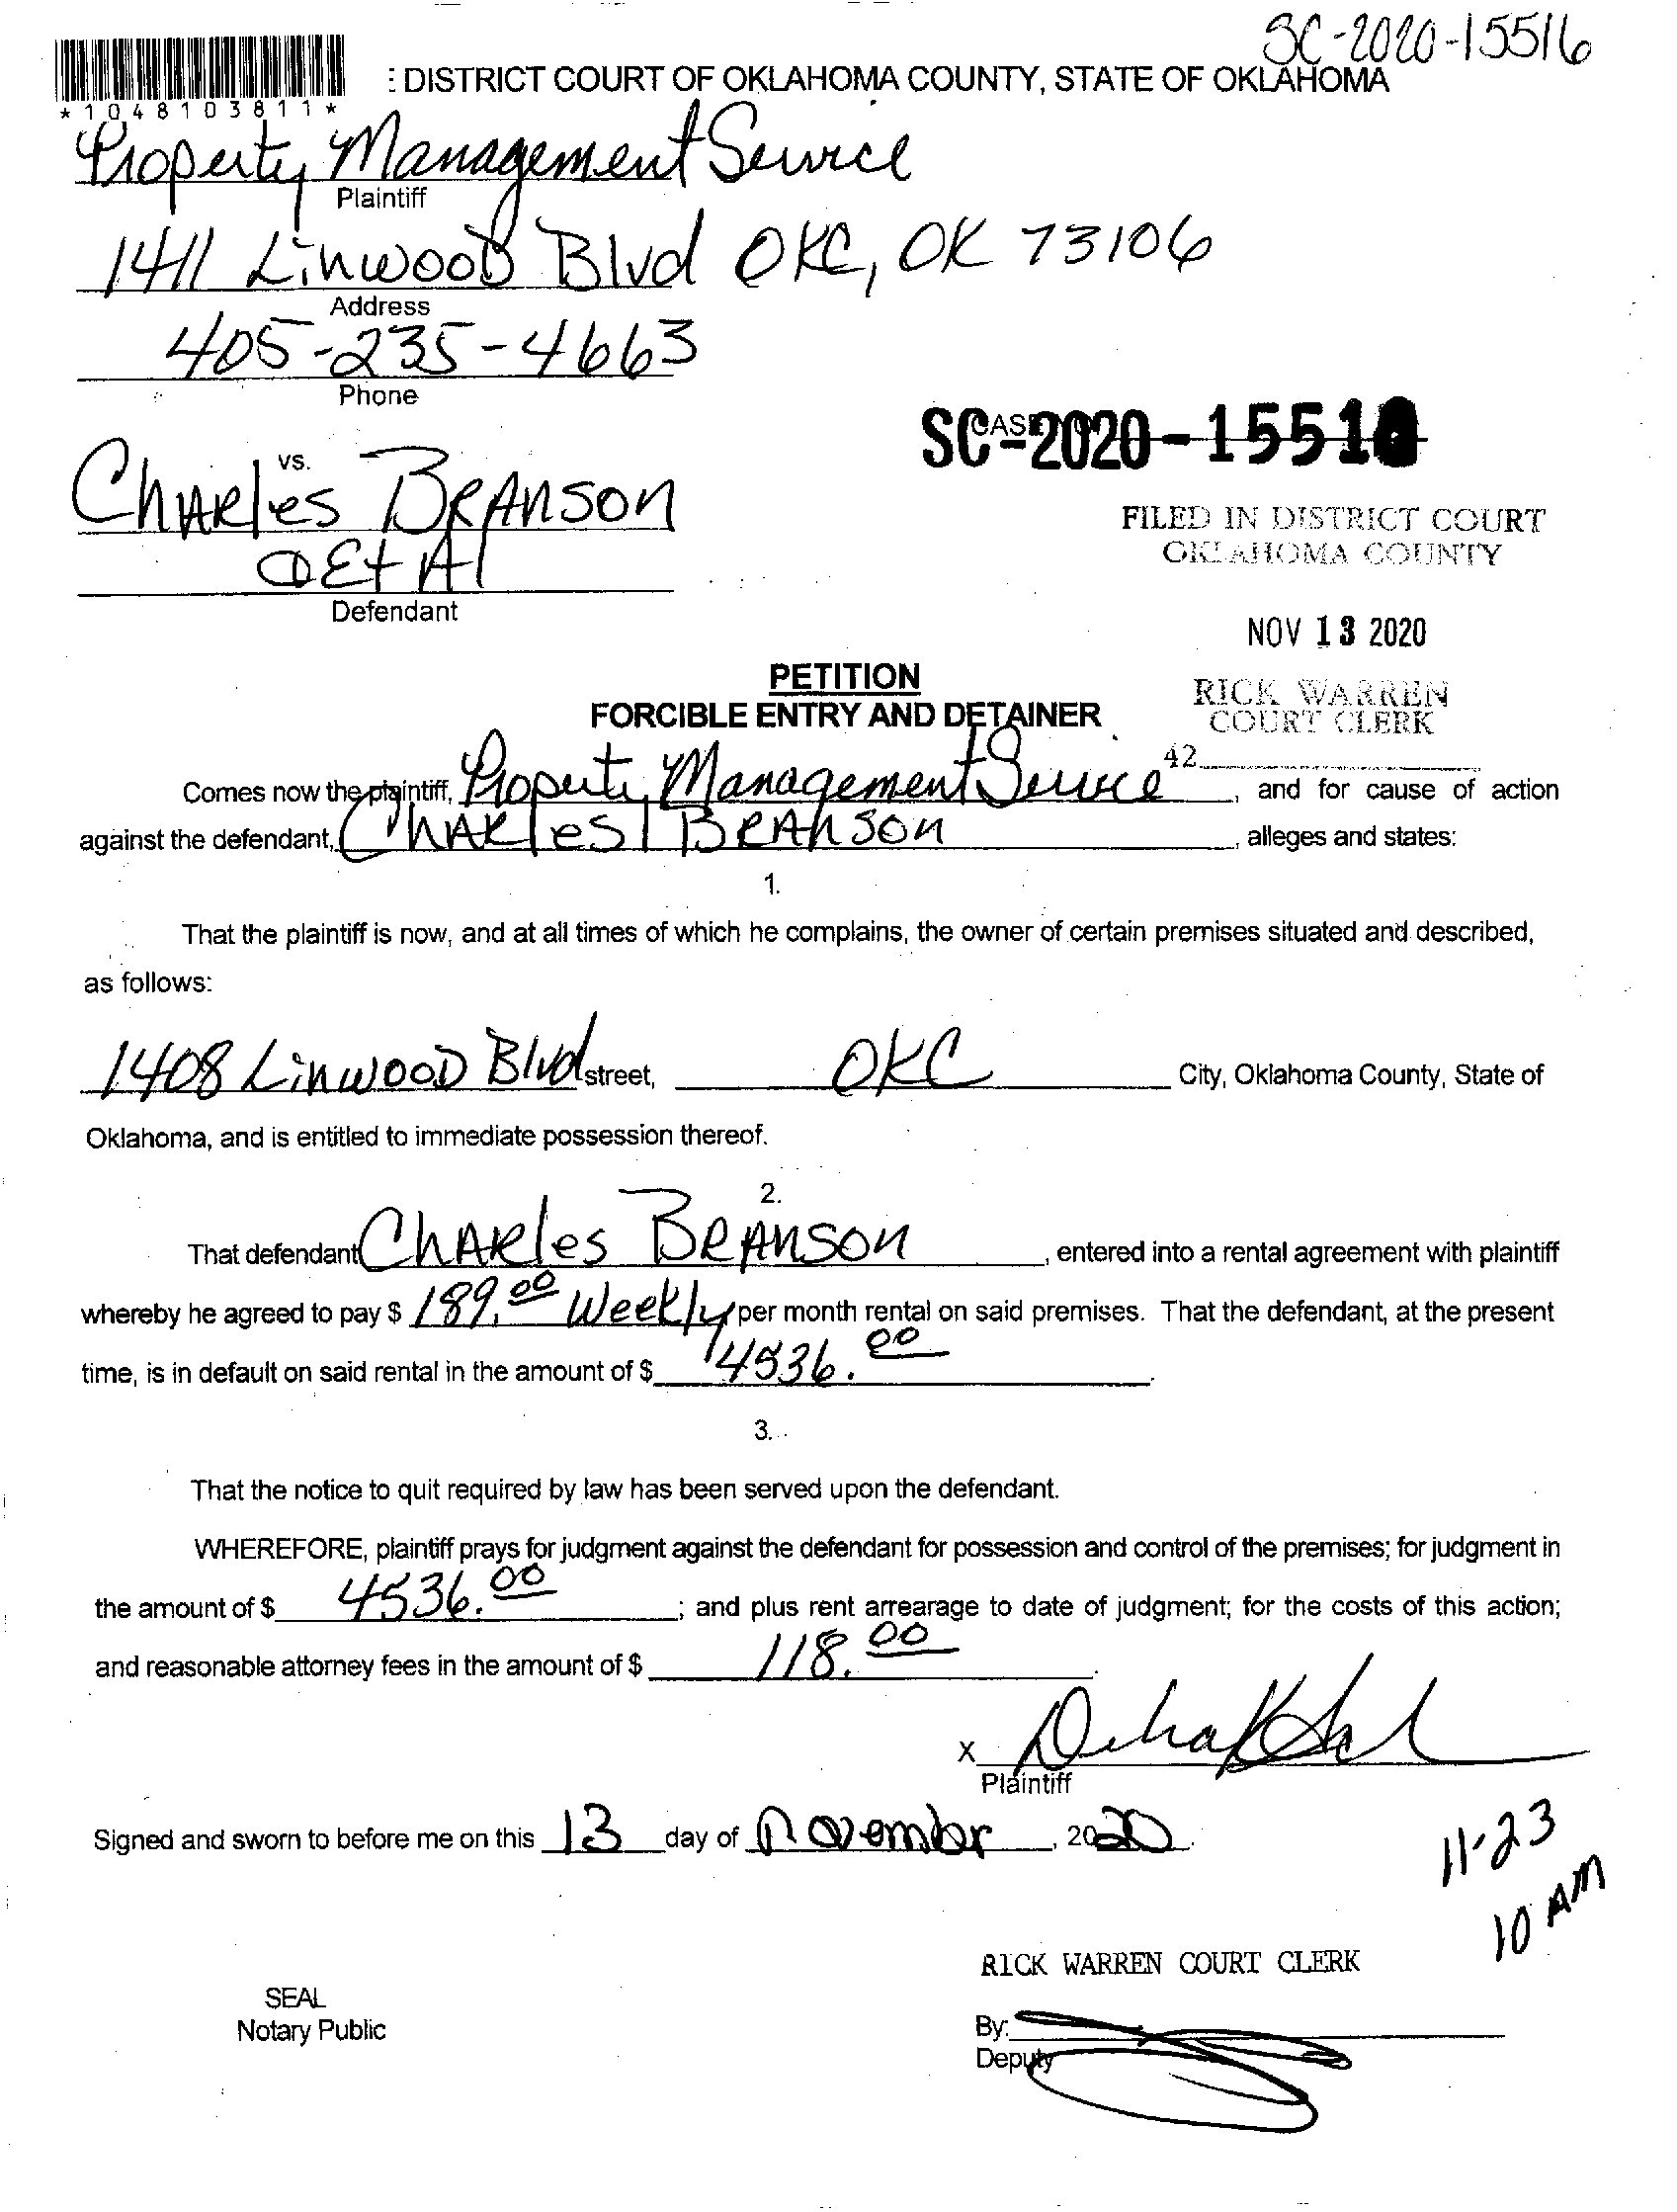 SC-2020-15516
: DISTRICT COURT OF OKLAHOMA COUNTY, STATE OF OKLAHOMA
*1048103811*
Property Management Service
Plaintiff
1411 Linwood Blvd OKC, OK 73106
Address
405-235-4663
Phone
SC-2020-1551
vs.
Charles Branson
et Al
Defendant
FILED IN DISTRICT COURT
OKLAHOMA COUNTY
NOV 13 2020
RICK WARREN
COURT CLERK
42
PETITION
FORCIBLE ENTRY AND DETAINER
Comes now the plaintiff, Property Management Service, and for cause of action
against the defendant, Charles Branson, alleges and states:
1.
That the plaintiff is now, and at all times of which he complains, the owner of certain premises situated and described,
as follows:
1408 Linwood Blvd street, OKC City, Oklahoma County, State of
Oklahoma, and is entitled to immediate possession thereof.
2.
That defendant Charles Branson, entered into a rental agreement with plaintiff
whereby he agreed to pay $ 189.00 Weekly per month rental on said premises. That the defendant, at the present
time, is in default on said rental in the amount of $ 4536.00.
3.
That the notice to quit required by law has been served upon the defendant.
WHEREFORE, plaintiff prays for judgment against the defendant for possession and control of the premises; for judgment in
the amount of $ 4536.00; and plus rent arrearage to date of judgment; for the costs of this action;
and reasonable attorney fees in the amount of $ 118.00.
X
Plaintiff
Signed and sworn to before me on this 13 day of Novembr, 2020.
11-23
10 AM
RICK WARREN COURT CLERK
SEAL
Notary Public
By:
Deputy